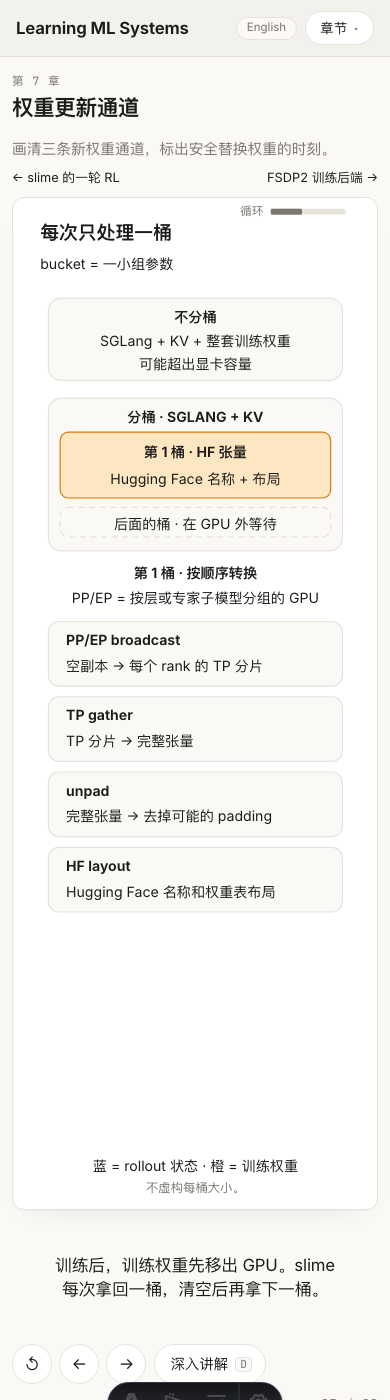 Learning ML Systems
English
章节
第 7 章
权重更新通道
画清三条新权重通道，标出安全替换权重的时刻。
← slime 的一轮 RL
FSDP2 训练后端 →
循环
每次只处理一桶
bucket = 一小组参数
不分桶
SGLang + KV + 整套训练权重
可能超出显卡容量
分桶 · SGLANG + KV
第 1 桶 · HF 张量
Hugging Face 名称 + 布局
后面的桶 · 在 GPU 外等待
第 1 桶 · 按顺序转换
PP/EP = 按层或专家子模型分组的 GPU
PP/EP broadcast
空副本 → 每个 rank 的 TP 分片
TP gather
TP 分片 → 完整张量
unpad
完整张量 → 去掉可能的 padding
HF layout
Hugging Face 名称和权重表布局
蓝 = rollout 状态 · 橙 = 训练权重
不虚构每桶大小。
训练后，训练权重先移出 GPU。slime
每次拿回一桶，清空后再拿下一桶。
深入讲解 D